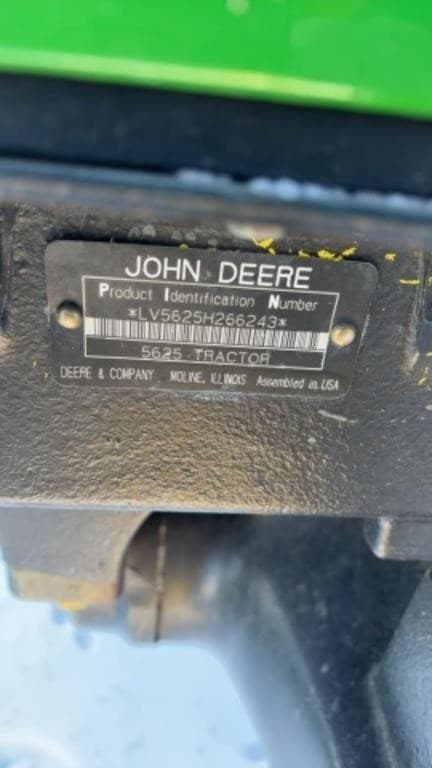 JOHN DEERE
Product Identification Number
*LV5625H266243*
5625 TRACTOR
DEERE & COMPANY MOLINE, ILLINOIS Assembled in USA